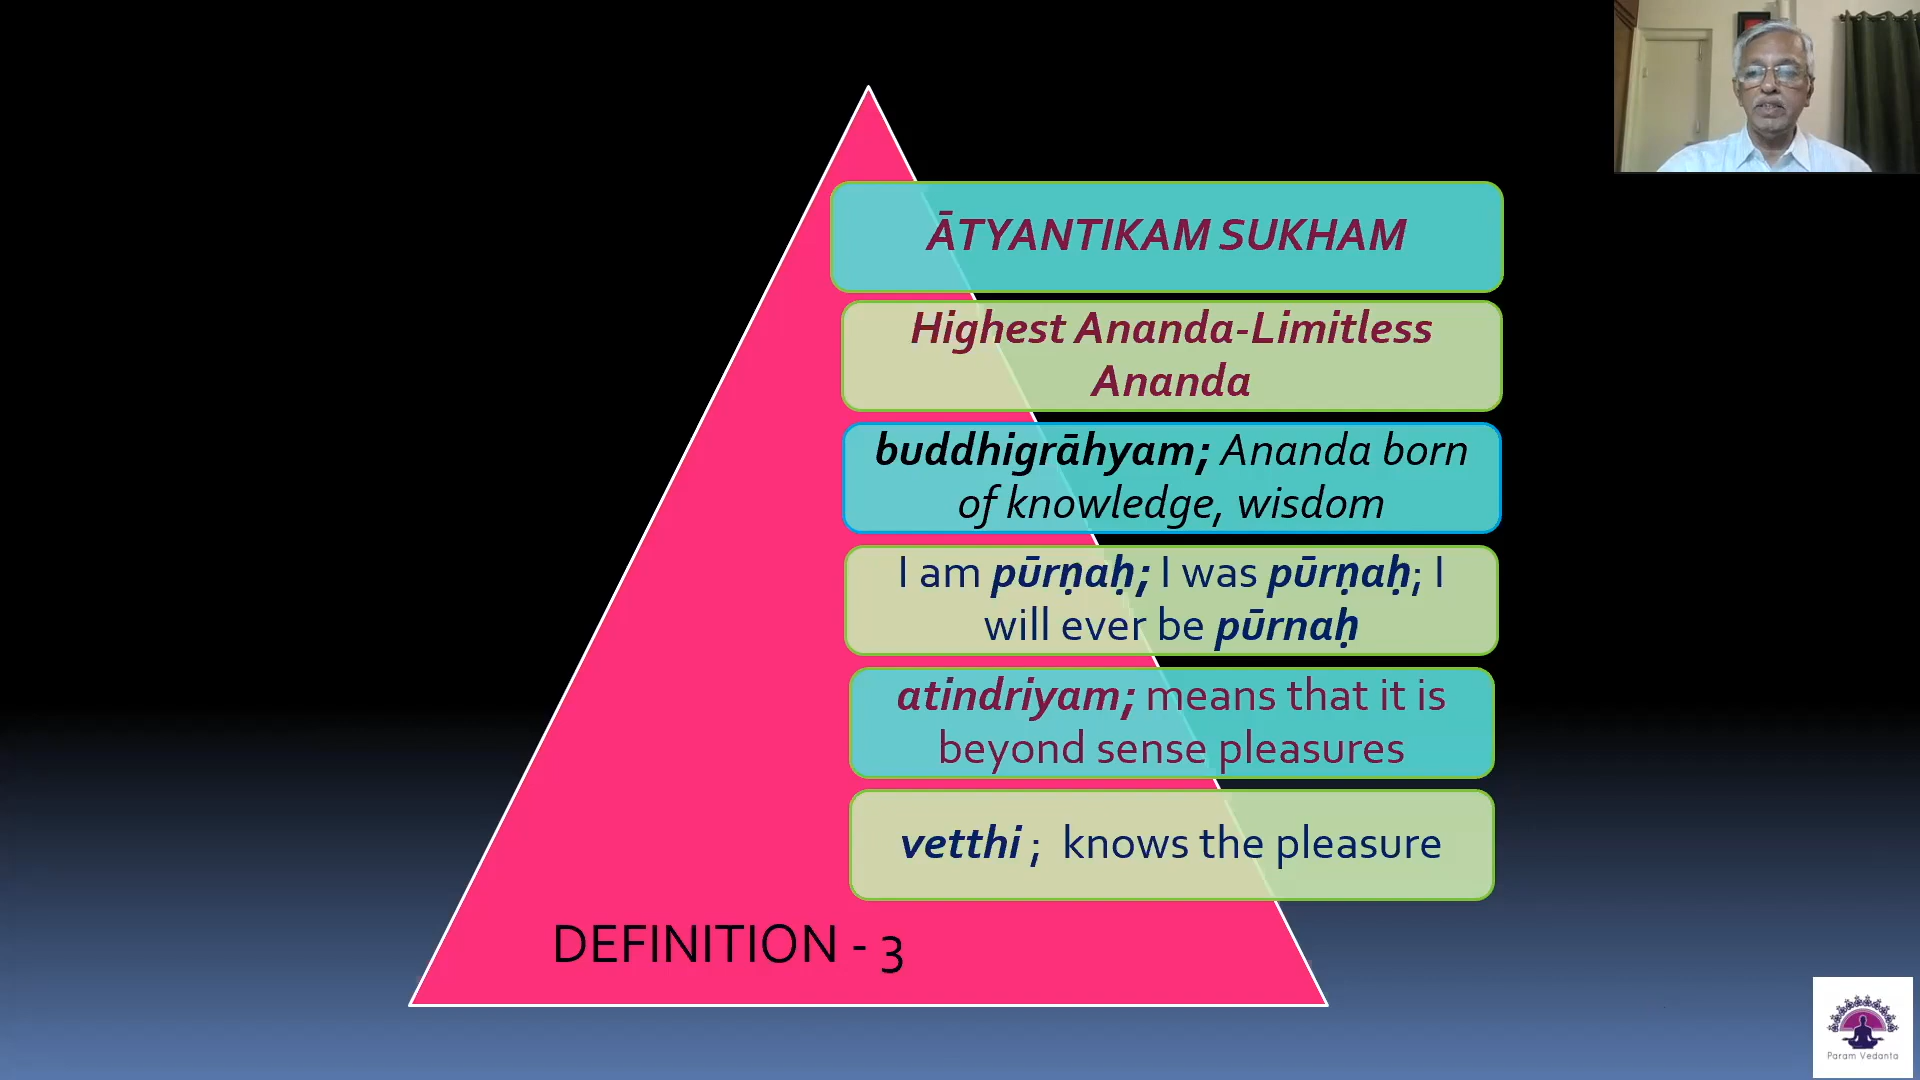 ĀTYANTIKAM SUKHAM
Highest Ananda-Limitless
Ananda
buddhigrāhyam; Ananda born
of knowledge, wisdom
I am pūrṇaḥ; I was pūrṇaḥ; I
will ever be pūrnaḥ
atindriyam; means that it is
beyond sense pleasures
vetthi ; knows the pleasure
DEFINITION - 3
Param Vedanta